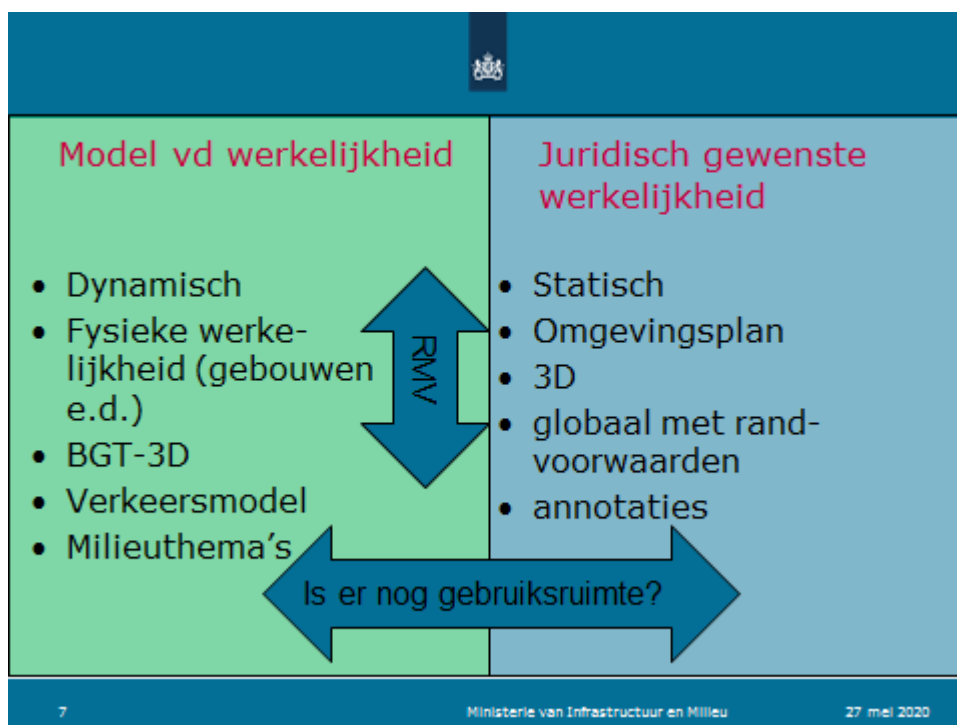 Model vd werkelijkheid
• Dynamisch
• Fysieke werke-
lijkheid (gebouwen
e.d.)
• BGT-3D
• Verkeersmodel
• Milieuthema's
RMV
Juridisch gewenste
werkelijkheid
• Statisch
• Omgevingsplan
• 3D
• globaal met rand-
voorwaarden
• annotaties
Is er nog gebruiksruimte?
7
Ministerie van Infrastructuur en Milieu
27 mei 2020